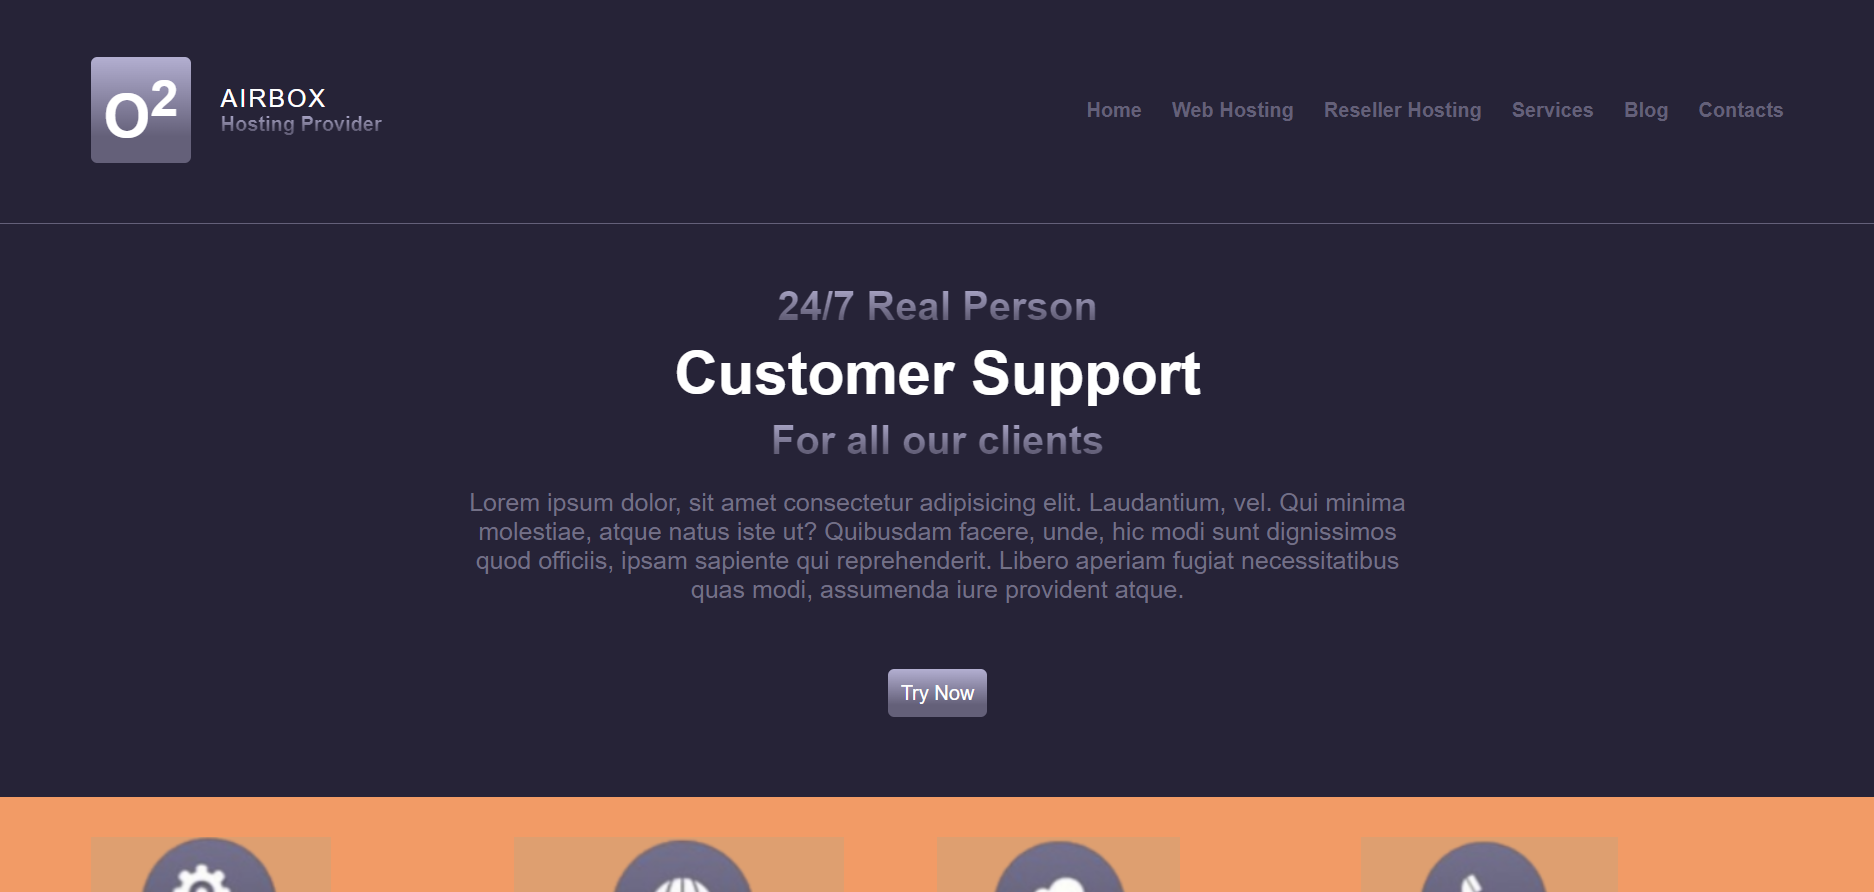 O2
AIRBOX
Hosting Provider
Home Web Hosting Reseller Hosting Services Blog Contacts
24/7 Real Person
Customer Support
For all our clients
Lorem ipsum dolor, sit amet consectetur adipisicing elit. Laudantium, vel. Qui minima
molestiae, atque natus iste ut? Quibusdam facere, unde, hic modi sunt dignissimos
quod officiis, ipsam sapiente qui reprehenderit. Libero aperiam fugiat necessitatibus
quas modi, assumenda iure provident atque.
Try Now